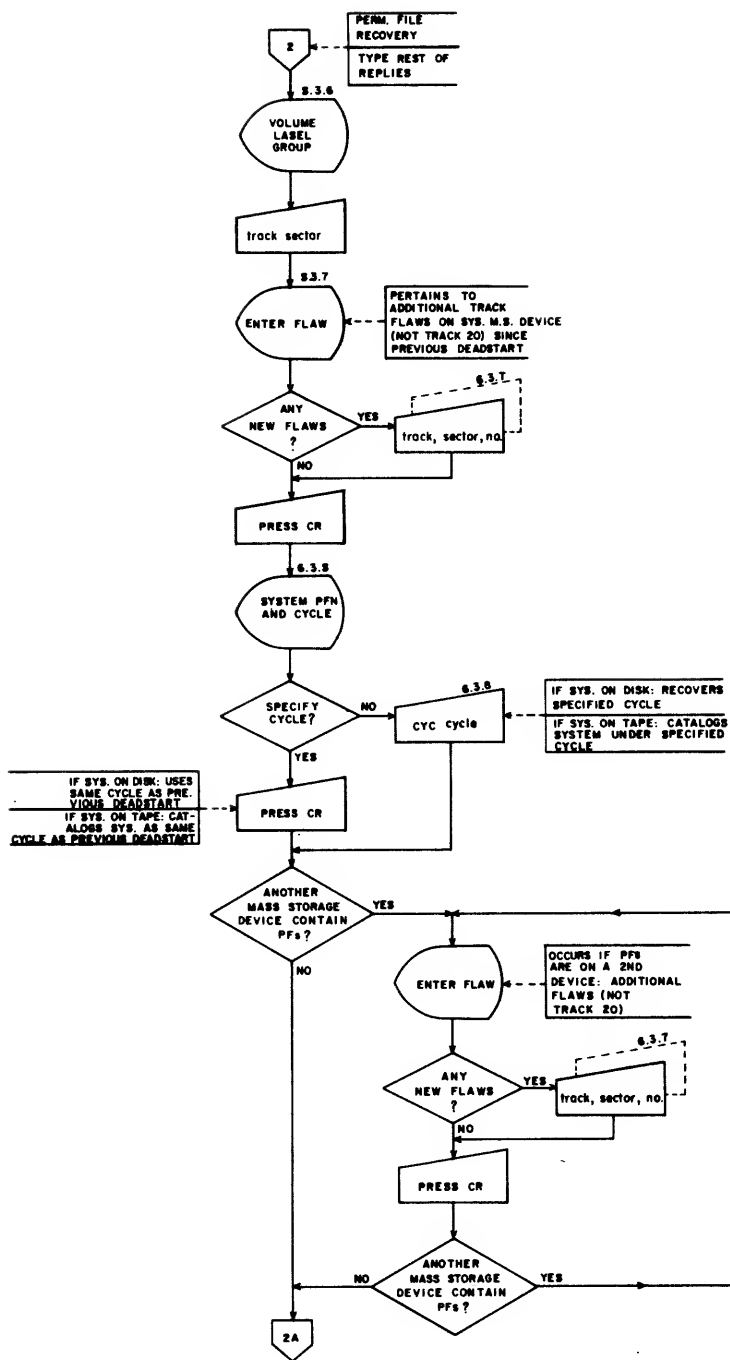 PERM. FILE
RECOVERY
TYPE REST OF
REPLIES
2
S.3.6
VOLUME
LASEL
GROUP
track sector
S.3.7
ENTER FLAW
PERTAINS TO
ADDITIONAL TRACK
FLAWS ON SYS. M.S. DEVICE
(NOT TRACK 20) SINCE
PREVIOUS DEADSTART
ANY
NEW FLAWS
?
YES
6.3.7
track, sector, no.
NO
PRESS CR
6.3.S
SYSTEM PFN
AND CYCLE
SPECIFY
CYCLE?
NO
6.3.8
CYC cycle
IF SYS. ON DISK: RECOVERS
SPECIFIED CYCLE
IF SYS. ON TAPE: CATALOGS
SYSTEM UNDER SPECIFIED
CYCLE
YES
IF SYS. ON DISK: USES
SAME CYCLE AS PRE.
VIOUS DEADSTART
IF SYS. ON TAPE: CAT-
ALOGS SYS. AS SAME
CYCLE AS PREVIOUS DEADSTART
PRESS CR
ANOTHER
MASS STORAGE
DEVICE CONTAIN
PFs?
YES
NO
ENTER FLAW
OCCURS IF PFS
ARE ON A 2ND
DEVICE: ADDITIONAL
FLAWS (NOT
TRACK 20)
ANY
NEW FLAWS
?
YES
6.3.7
track, sector, no.
NO
PRESS CR
ANOTHER
MASS STORAGE
DEVICE CONTAIN
PFs?
NO
YES
2A